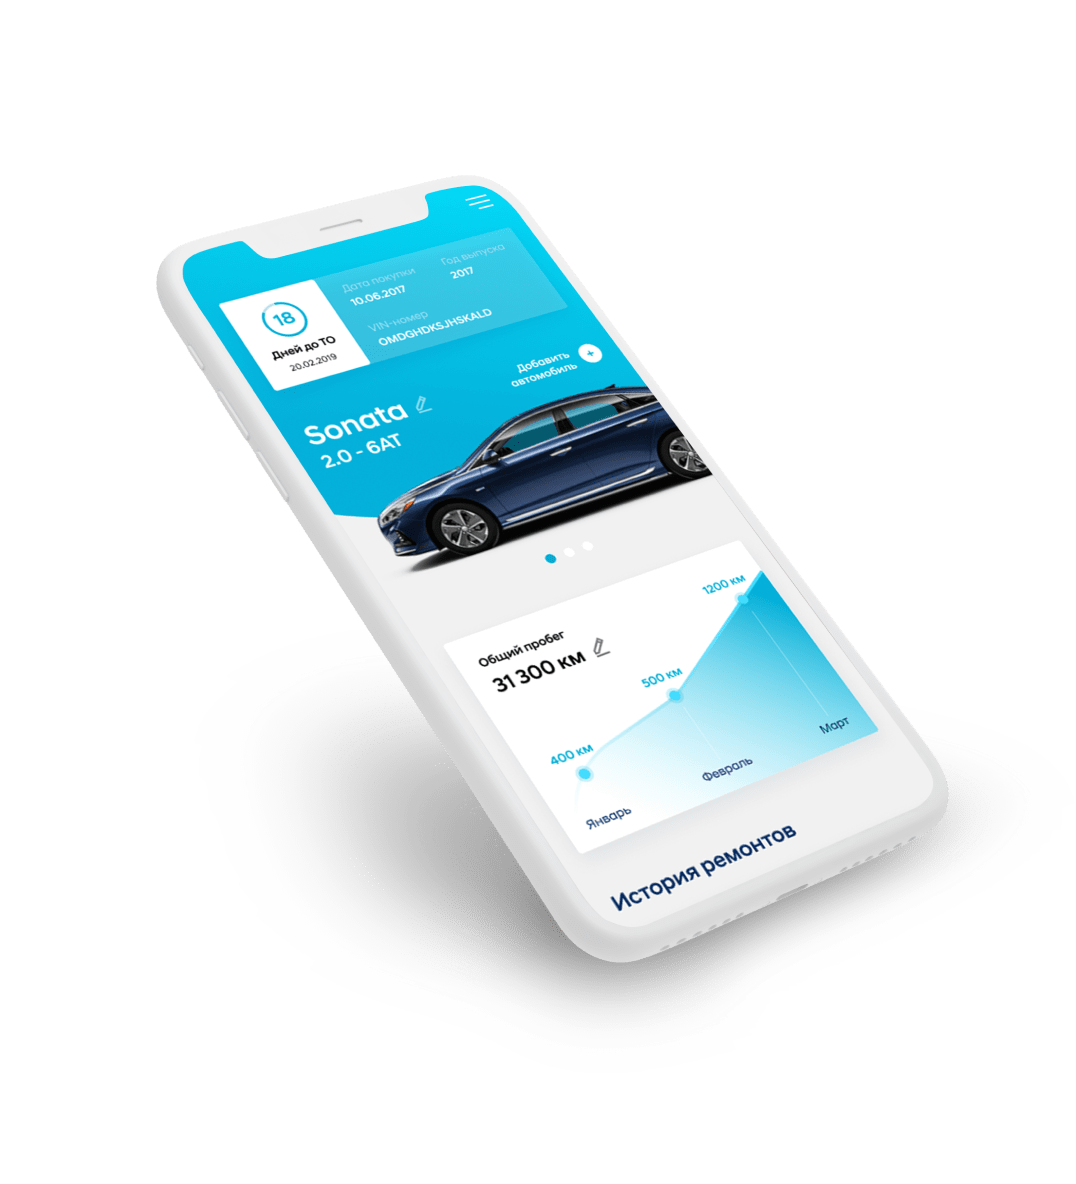 18
Дней до ТО
20.02.2019
Дата покупки
10.06.2017
Год выпуска
2017
VIN-номер
OMDGHDKSJHSKALD
Добавить
автомобиль
Sonata
2.0 - 6AT
Общий пробег
31 300 км
400 км
500 км
1200 км
Январь
Февраль
Март
История ремонтов